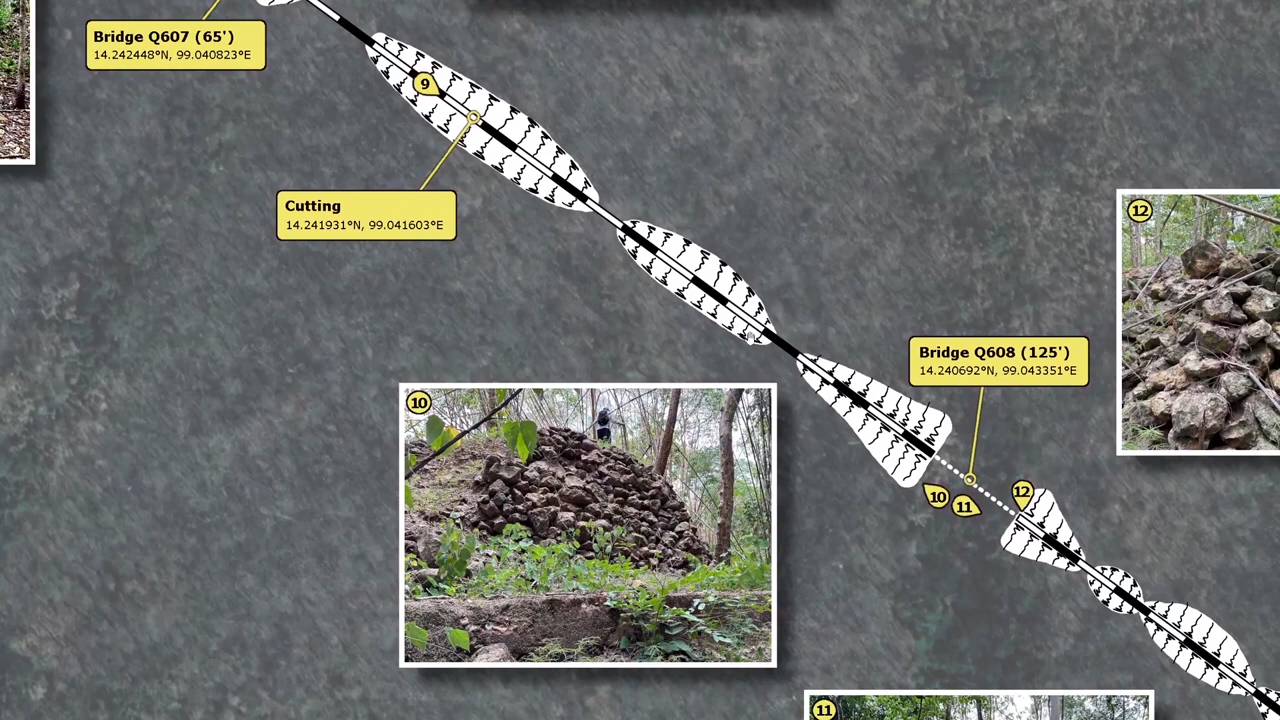 Bridge Q607 (65')
14.242448°N, 99.040823°E
9
Cutting
14.241931°N, 99.041603°E
12
Bridge Q608 (125')
14.240692°N, 99.043351°E
10
10
11
12
11